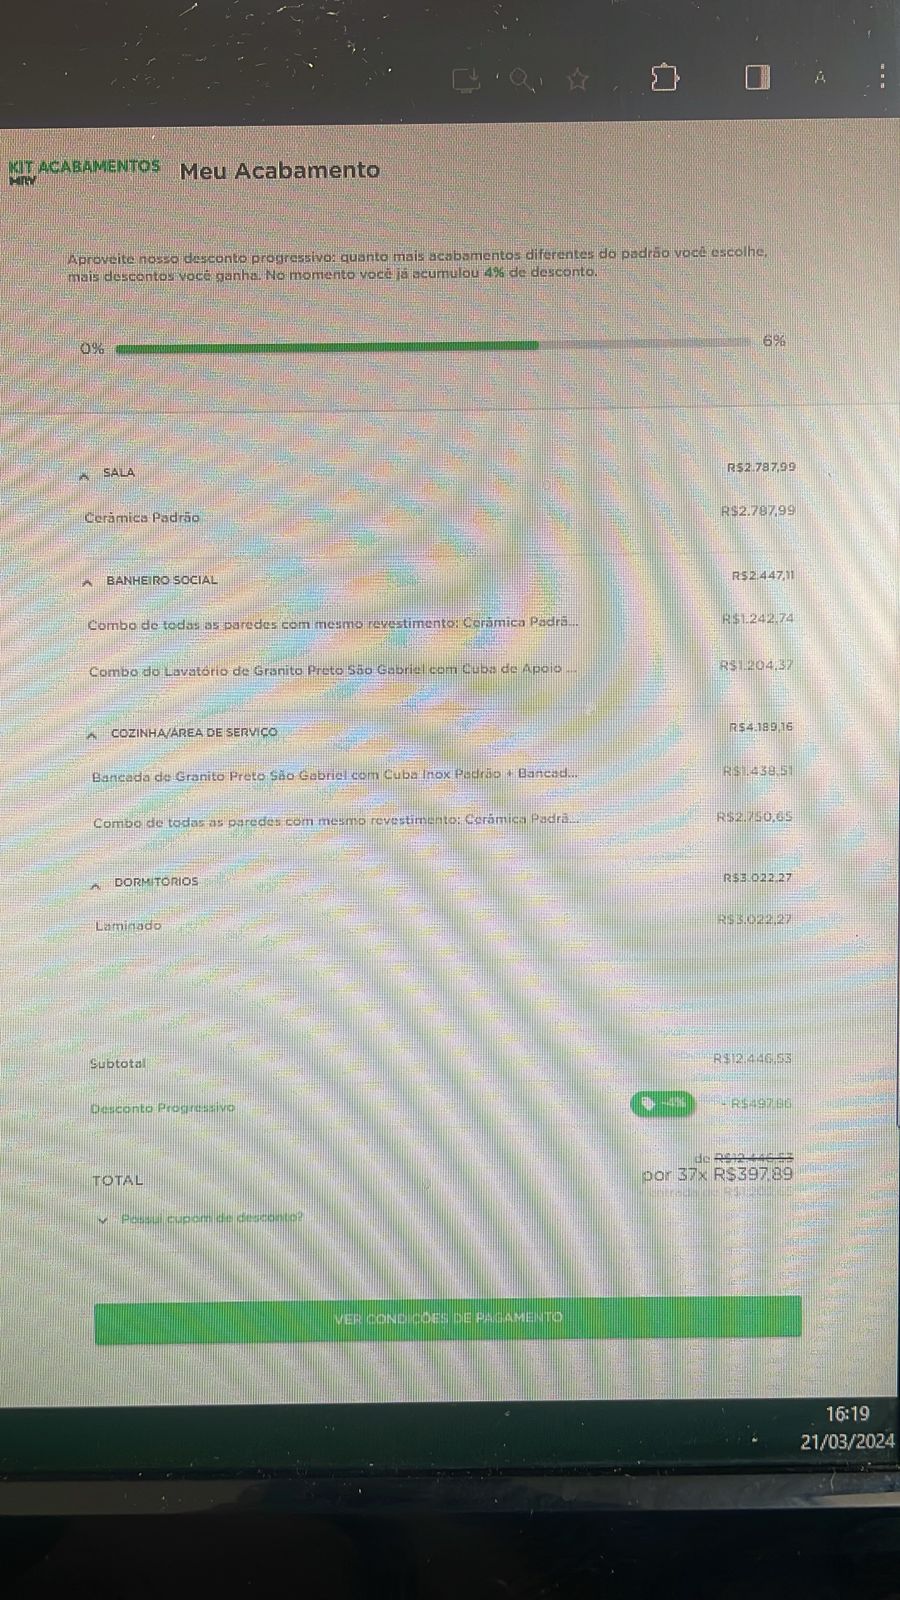 KIT ACABAMENTOS
MRV
Meu Acabamento
Aproveite nosso desconto progressivo: quanto mais acabamentos diferentes do padrão você escolhe,
mais descontos você ganha. No momento você já acumulou 4% de desconto.
0% 6%
SALA R$2.787,99
Cerâmica Padrão R$2.787,99
BANHEIRO SOCIAL R$2.447,11
Combo de todas as paredes com mesmo revestimento: Cerâmica Padrã... R$1.242,74
Combo do Lavatório de Granito Preto São Gabriel com Cuba de Apoio ... R$1.204,37
COZINHA/ÁREA DE SERVIÇO R$4.189,16
Bancada de Granito Preto São Gabriel com Cuba Inox Padrão + Bancad... R$1.438,51
Combo de todas as paredes com mesmo revestimento: Cerâmica Padrã... R$2.750,65
DORMITÓRIOS R$3.022,27
Laminado R$3.022,27
Subtotal R$12.446,53
Desconto Progressivo -4% - R$497,86
de R$12.446,53
TOTAL por 37x R$397,89
entrada de
Possui cupom de desconto?
VER CONDIÇÕES DE PAGAMENTO
16:19
21/03/2024